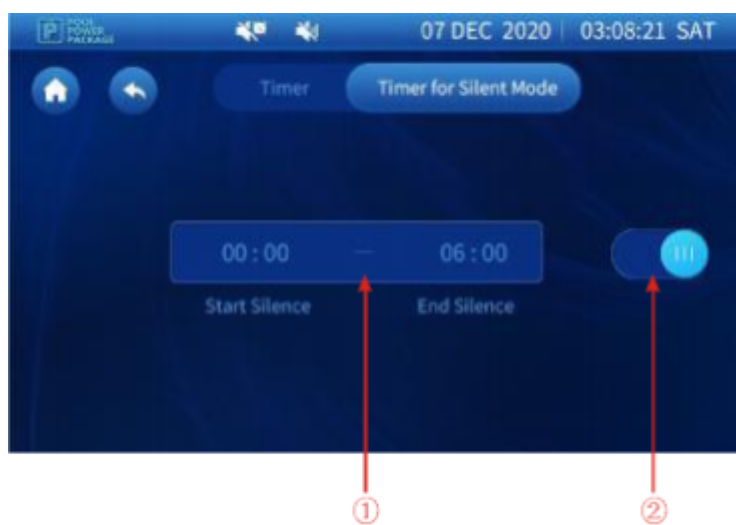 P POOL POWER PACKAGE 07 DEC 2020 03:08:21 SAT
Timer Timer for Silent Mode
00 : 00 — 06 : 00
Start Silence End Silence
① ②